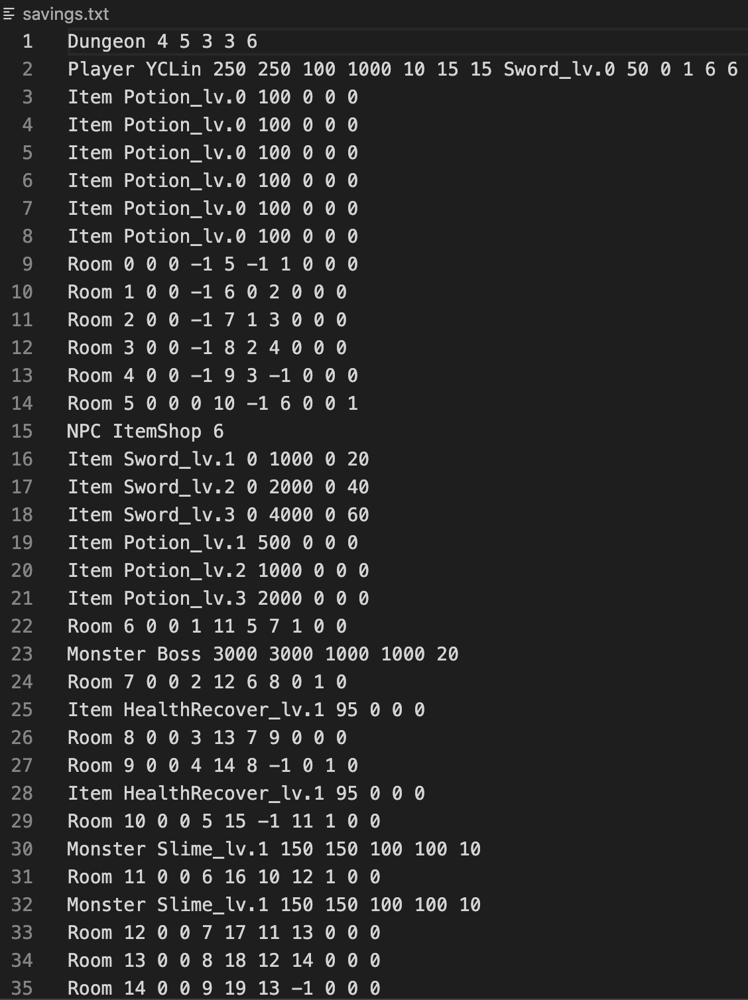 savings.txt
1 Dungeon 4 5 3 3 6
2 Player YCLin 250 250 100 1000 10 15 15 Sword_lv.0 50 0 1 6 6
3 Item Potion_lv.0 100 0 0 0
4 Item Potion_lv.0 100 0 0 0
5 Item Potion_lv.0 100 0 0 0
6 Item Potion_lv.0 100 0 0 0
7 Item Potion_lv.0 100 0 0 0
8 Item Potion_lv.0 100 0 0 0
9 Room 0 0 0 -1 5 -1 1 0 0 0
10 Room 1 0 0 -1 6 0 2 0 0 0
11 Room 2 0 0 -1 7 1 3 0 0 0
12 Room 3 0 0 -1 8 2 4 0 0 0
13 Room 4 0 0 -1 9 3 -1 0 0 0
14 Room 5 0 0 0 10 -1 6 0 0 1
15 NPC ItemShop 6
16 Item Sword_lv.1 0 1000 0 20
17 Item Sword_lv.2 0 2000 0 40
18 Item Sword_lv.3 0 4000 0 60
19 Item Potion_lv.1 500 0 0 0
20 Item Potion_lv.2 1000 0 0 0
21 Item Potion_lv.3 2000 0 0 0
22 Room 6 0 0 1 11 5 7 1 0 0
23 Monster Boss 3000 3000 1000 1000 20
24 Room 7 0 0 2 12 6 8 0 1 0
25 Item HealthRecover_lv.1 95 0 0 0
26 Room 8 0 0 3 13 7 9 0 0 0
27 Room 9 0 0 4 14 8 -1 0 1 0
28 Item HealthRecover_lv.1 95 0 0 0
29 Room 10 0 0 5 15 -1 11 1 0 0
30 Monster Slime_lv.1 150 150 100 100 10
31 Room 11 0 0 6 16 10 12 1 0 0
32 Monster Slime_lv.1 150 150 100 100 10
33 Room 12 0 0 7 17 11 13 0 0 0
34 Room 13 0 0 8 18 12 14 0 0 0
35 Room 14 0 0 9 19 13 -1 0 0 0